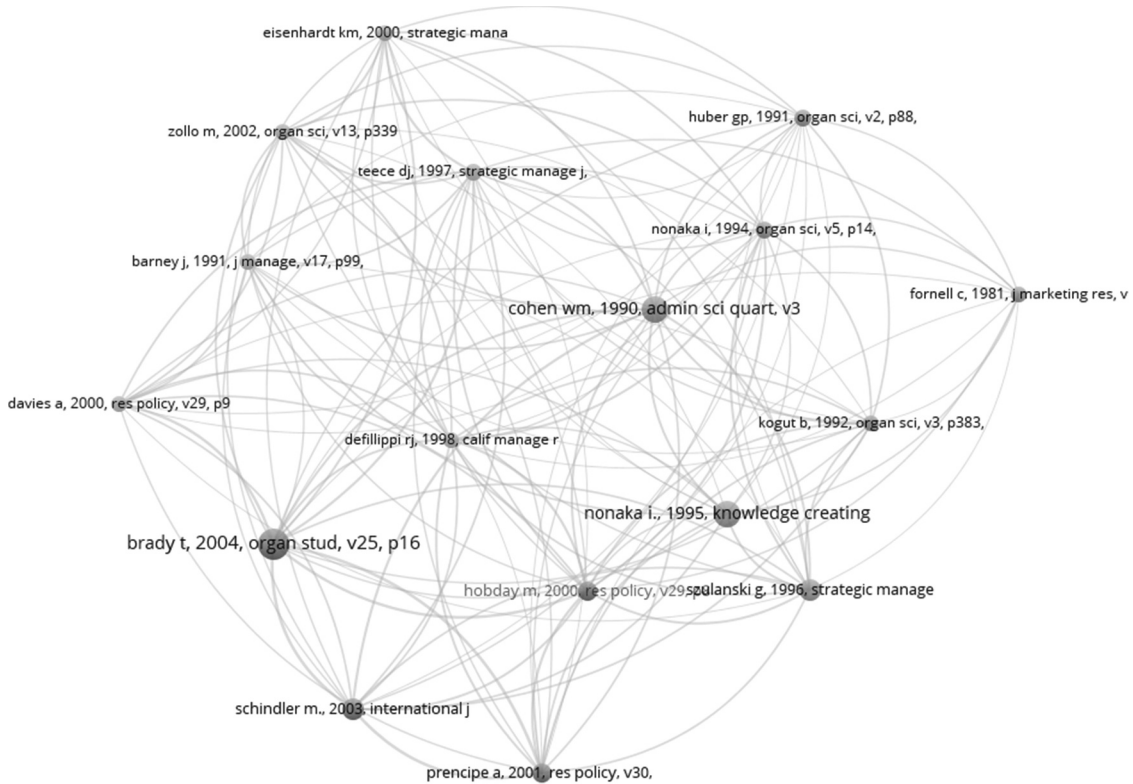 eisenhardt km, 2000, strategic mana
huber gp, 1991, organ sci, v2, p88,
zollo m, 2002, organ sci, v13, p339
teece dj, 1997, strategic manage j,
nonaka i, 1994, organ sci, v5, p14,
barney j, 1991, j manage, v17, p99,
fornell c, 1981, j marketing res, v
cohen wm, 1990, admin sci quart, v3
davies a, 2000, res policy, v29, p9
kogut b, 1992, organ sci, v3, p383,
defillippi rj, 1998, calif manage r
nonaka i., 1995, knowledge creating
brady t, 2004, organ stud, v25, p16
hobday m, 2000, res policy, v29,
szulanski g, 1996, strategic manage
schindler m., 2003, international j
prencipe a, 2001, res policy, v30,